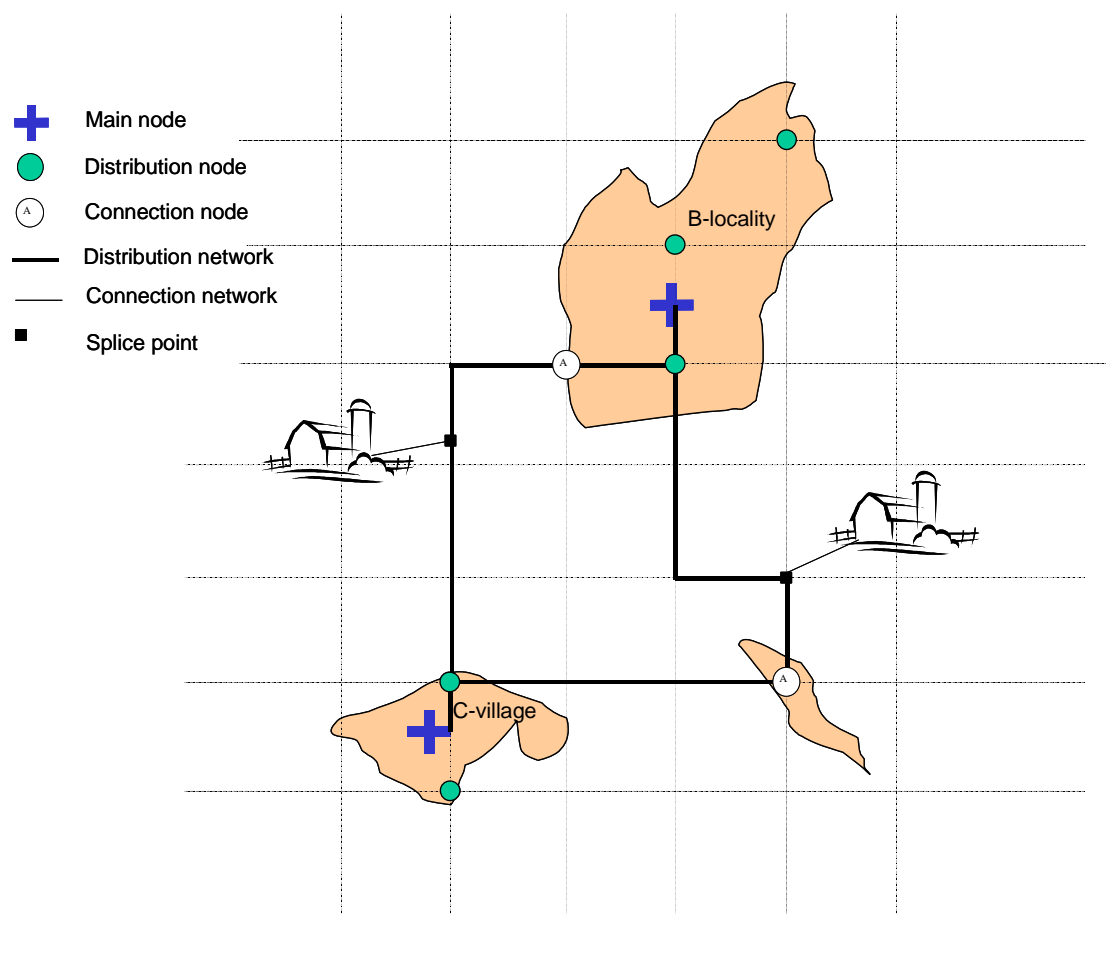 Main node
Distribution node
A
Connection node
Distribution network
Connection network
Splice point
B-locality
A
A
C-village